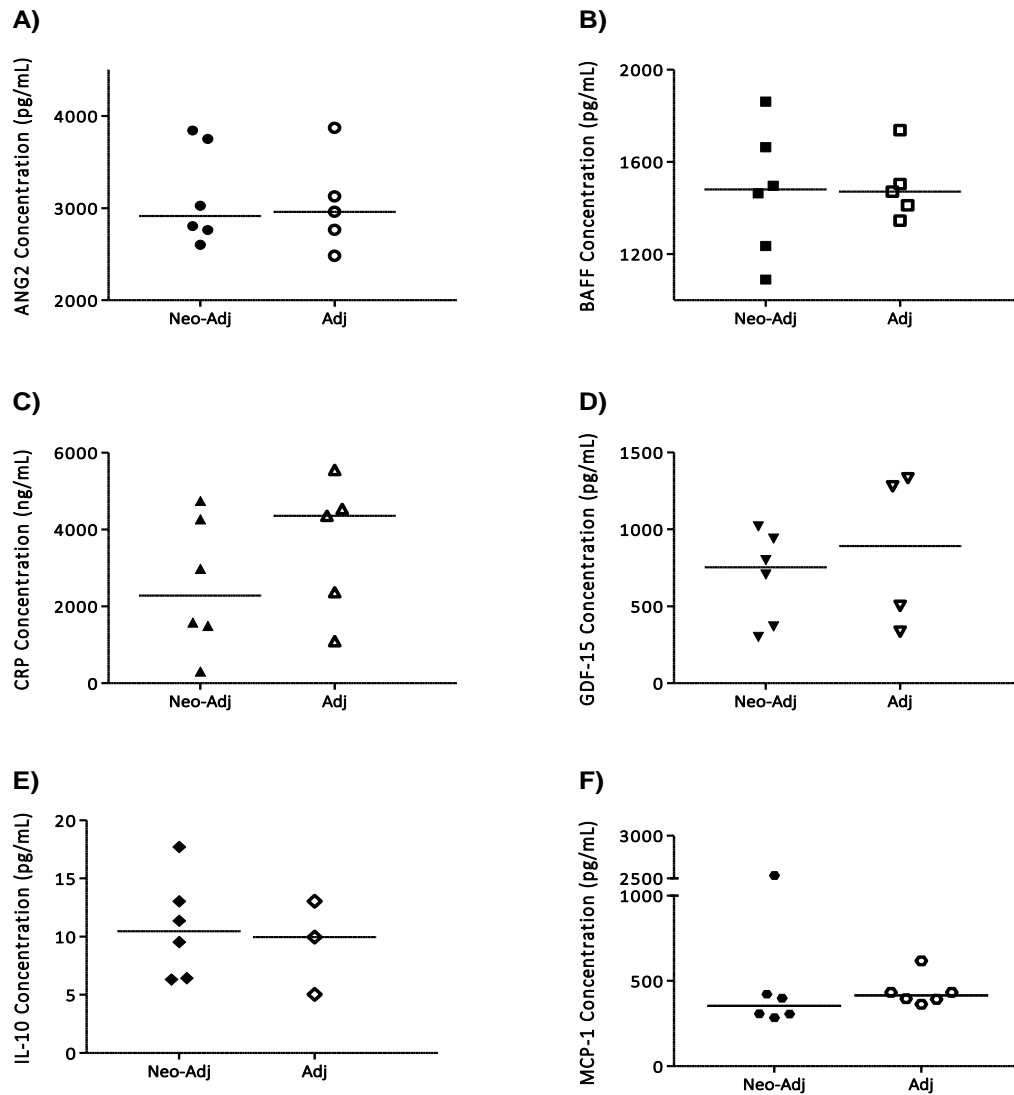 A)
ANG2 Concentration (pg/mL)
4000
3000
2000
Neo-Adj Adj
B)
BAFF Concentration (pg/mL)
2000
1600
1200
Neo-Adj Adj
C)
CRP Concentration (ng/mL)
6000
4000
2000
0
Neo-Adj Adj
D)
GDF-15 Concentration (pg/mL)
1500
1000
500
0
Neo-Adj Adj
E)
IL-10 Concentration (pg/mL)
20
15
10
5
0
Neo-Adj Adj
F)
MCP-1 Concentration (pg/mL)
3000
2500
1000
500
0
Neo-Adj Adj